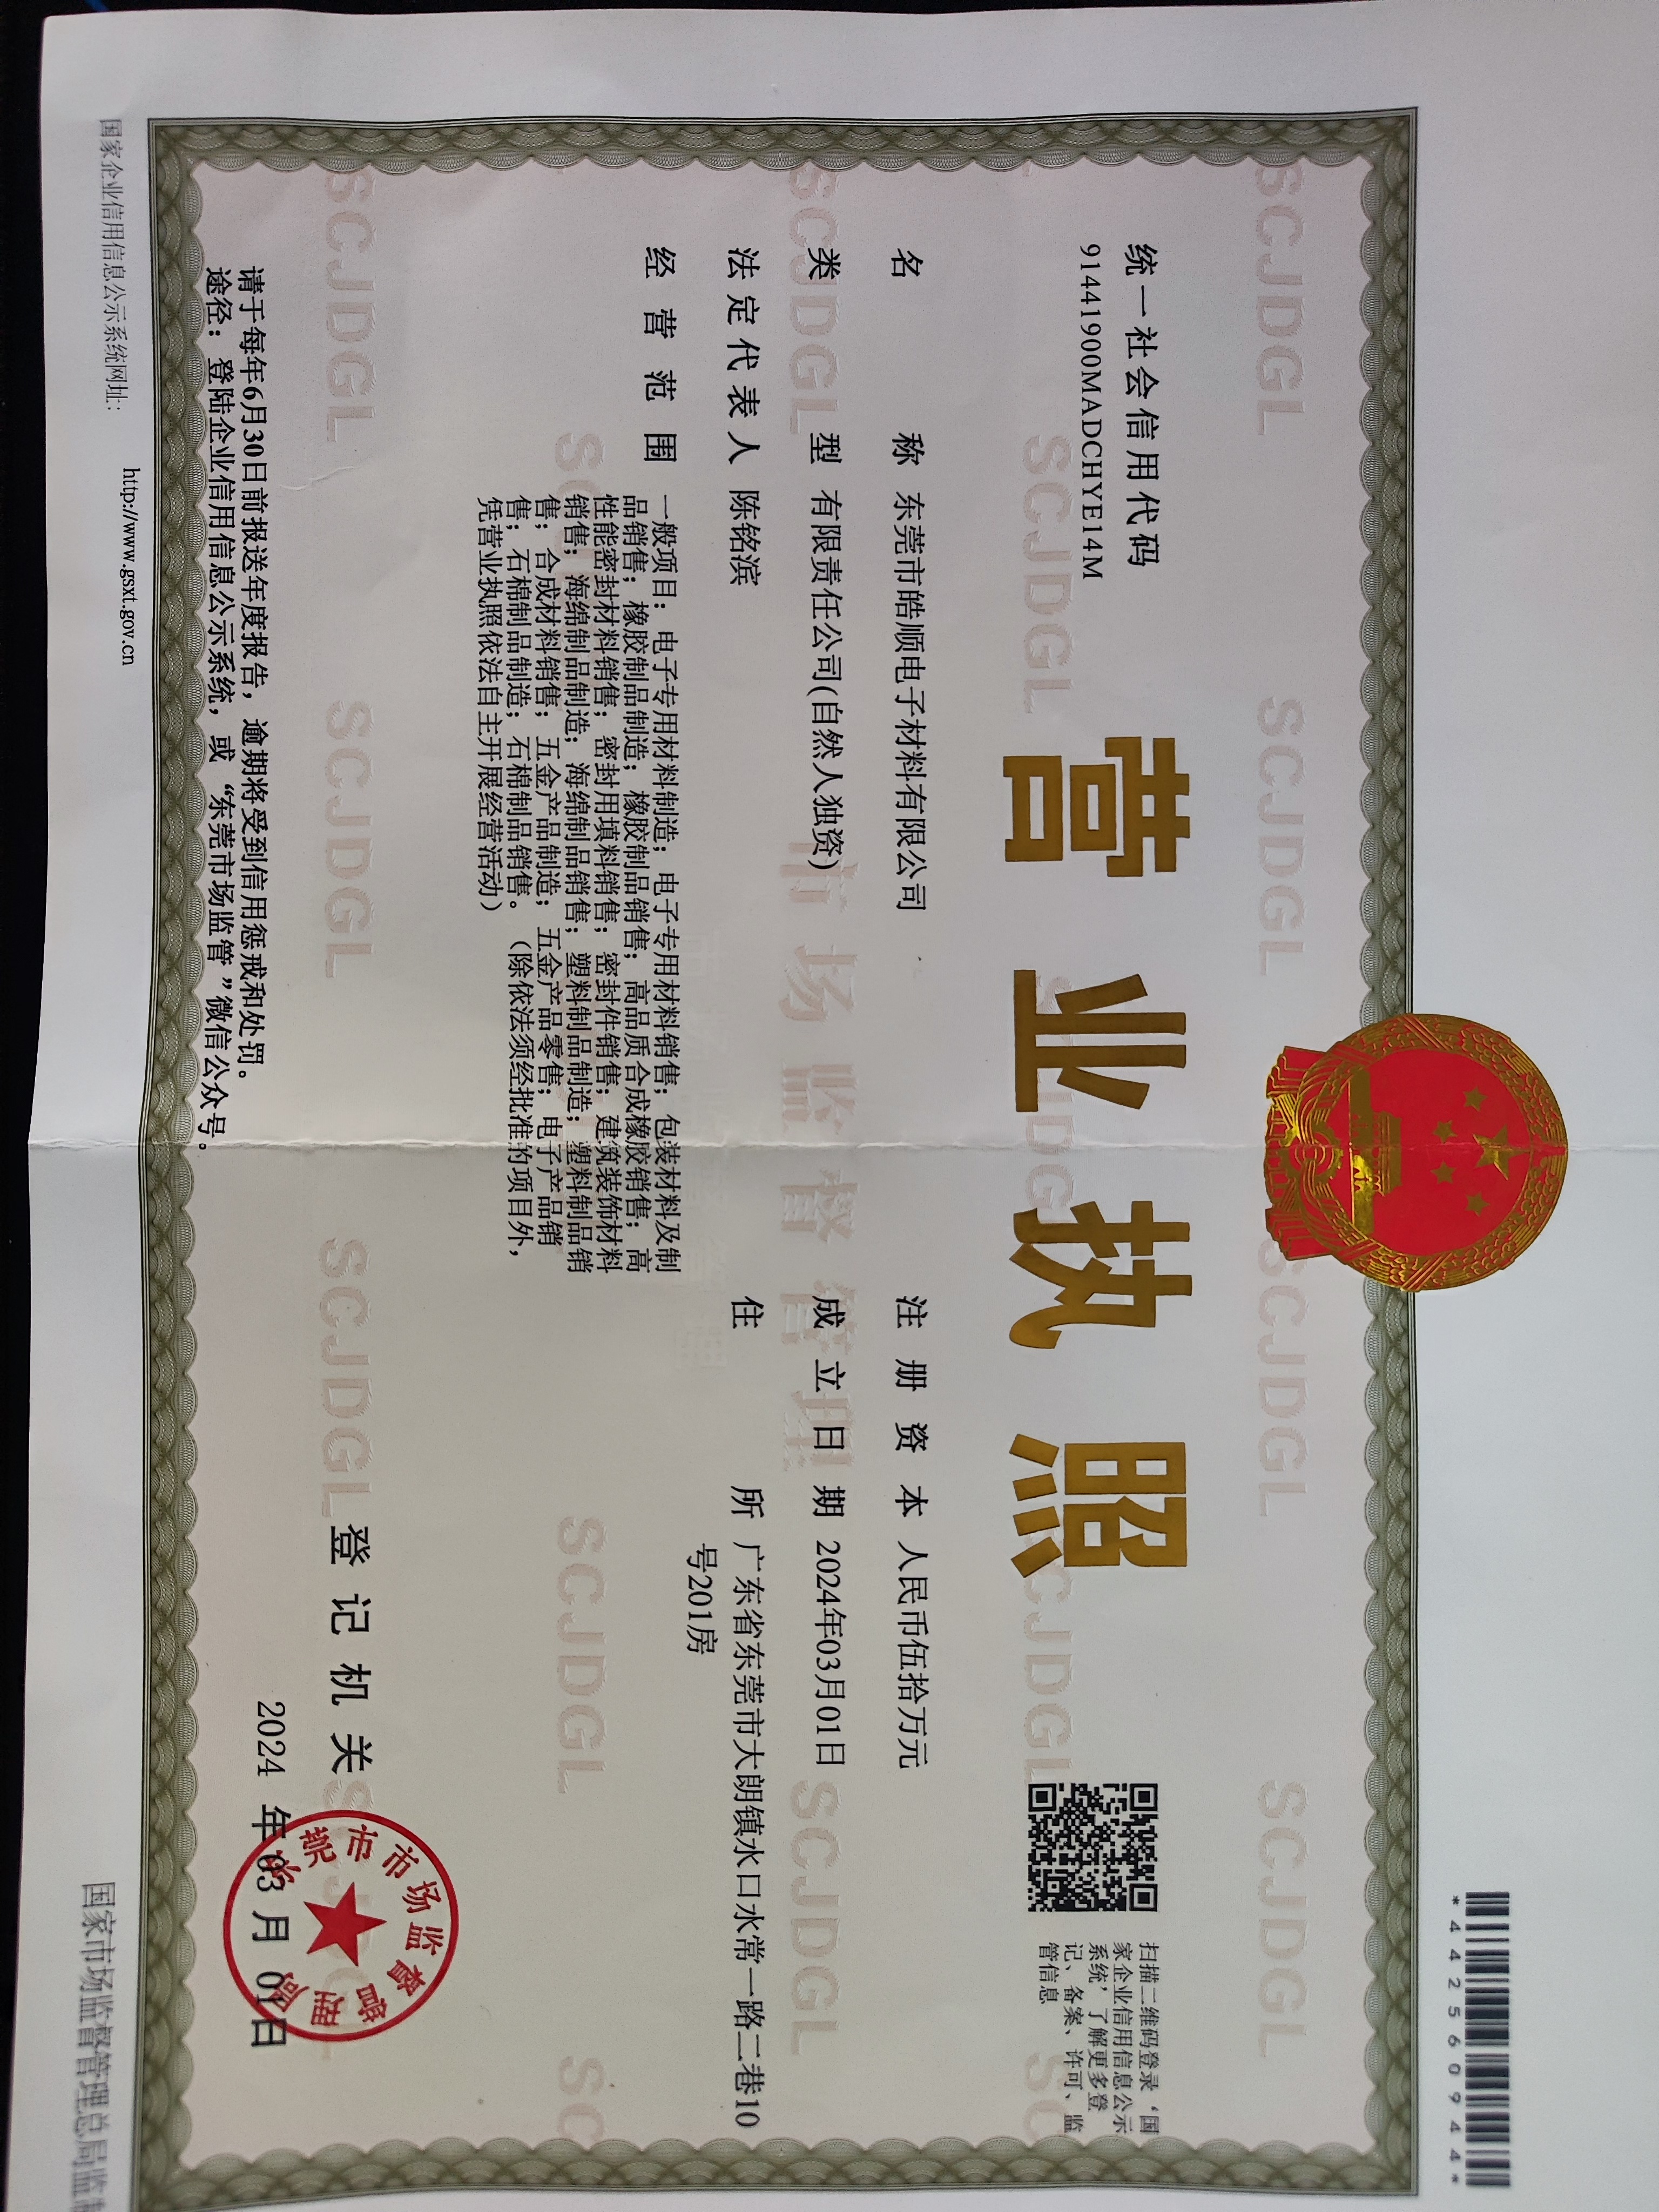 *442560944*
营业执照
统一社会信用代码
91441900MADCHYE14M
扫描二维码登录‘国
家企业信用信息公示
系统’了解更多登
记、备案、许可、监
管信息
名称 东莞市皓顺电子材料有限公司
类型 有限责任公司(自然人独资)
法定代表人 陈铭滨
经营范围 一般项目：电子专用材料制造；电子专用材料销售；包装材料及制
品销售；橡胶制品制造；橡胶制品销售；高品质合成橡胶销售；高
性能密封材料销售；密封用填料销售；密封件销售；建筑装饰材料
销售；海绵制品制造；海绵制品销售；塑料制品制造；塑料制品销
售；合成材料销售；五金产品制造；五金产品零售；电子产品销
售；石棉制品制造；石棉制品销售。（除依法须经批准的项目外，
凭营业执照依法自主开展经营活动）
注册资本 人民币伍拾万元
成立日期 2024年03月01日
住所 广东省东莞市大朗镇水口水常一路二巷10
号201房
登记机关
东莞市市场监督管理局
2024 年 03 月 01 日
请于每年6月30日前报送年度报告，逾期将受到信用惩戒和处罚。
途径：登陆企业信用信息公示系统，或“东莞市场监管”微信公众号。
国家企业信用信息公示系统网址：
http://www.gsxt.gov.cn
国家市场监督管理总局监制
SCJDGL
市场监督管理